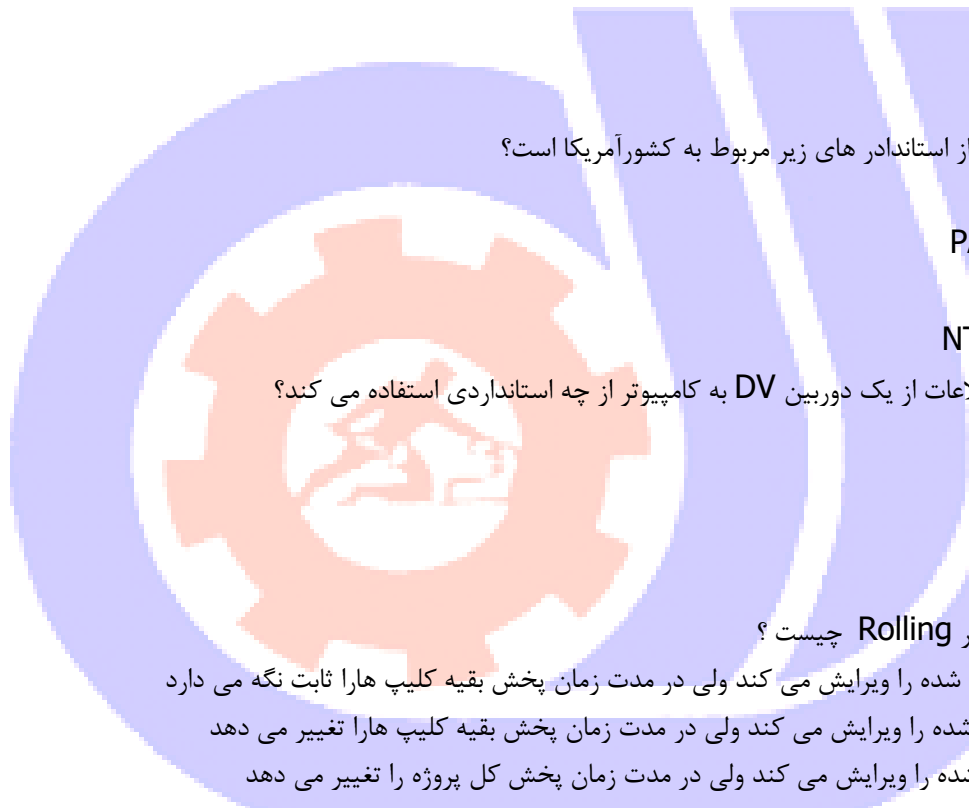 از استاندادر های زیر مربوط به کشورآمریکا است؟
از یک دوربین DV به کامپیوتر از چه استانداردی استفاده می کند؟
Rolling چیست ؟
شده را ویرایش می کند ولی در مدت زمان پخش بقیه کلیپ هارا ثابت نگه می دارد
شده را ویرایش می کند ولی در مدت زمان پخش بقیه کلیپ هارا تغییر می دهد
را ویرایش می کند ولی در مدت زمان پخش کل پروژه را تغییر می دهد